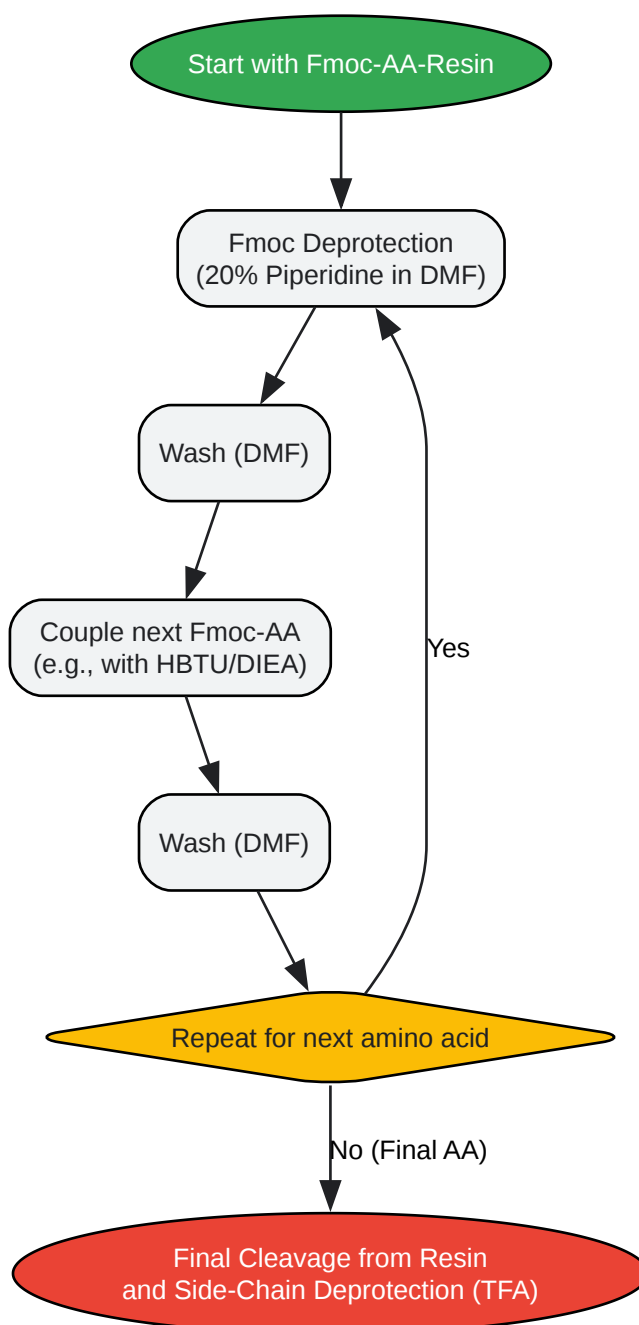 Start with Fmoc-AA-Resin
Fmoc Deprotection
(20% Piperidine in DMF)
Wash (DMF)
Couple next Fmoc-AA
(e.g., with HBTU/DIEA)
Yes
Wash (DMF)
Repeat for next amino acid
No (Final AA)
Final Cleavage from Resin
and Side-Chain Deprotection (TFA)